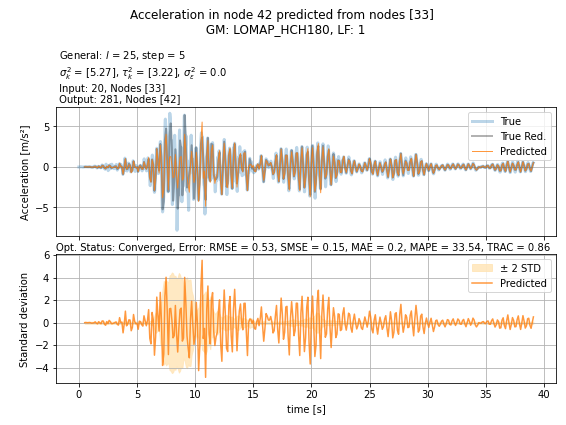 Acceleration in node 42 predicted from nodes [33]
GM: LOMAP_HCH180, LF: 1
General: l = 25, step = 5
σ²ₖ = [5.27], τ²ₖ = [3.22], σ²ε = 0.0
Input: 20, Nodes [33]
Output: 281, Nodes [42]
Acceleration [m/s²]
5
0
−5
True
True Red.
Predicted
Opt. Status: Converged, Error: RMSE = 0.53, SMSE = 0.15, MAE = 0.2, MAPE = 33.54, TRAC = 0.86
Standard deviation
6
4
2
0
−2
−4
± 2 STD
Predicted
0 5 10 15 20 25 30 35 40
time [s]